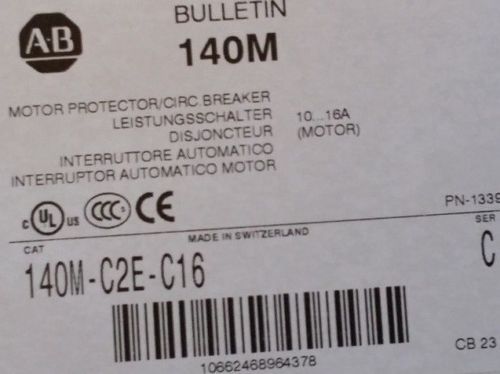 A-B
BULLETIN
140M
MOTOR PROTECTOR/CIRC BREAKER
LEISTUNGSSCHALTER
DISJONCTEUR
INTERRUTTORE AUTOMATICO
INTERRUPTOR AUTOMATICO MOTOR
10...16A
(MOTOR)
c UL us CCC CE
PN-1339
CAT
MADE IN SWITZERLAND
SER
140M-C2E-C16
C
10662468964378
CB 23